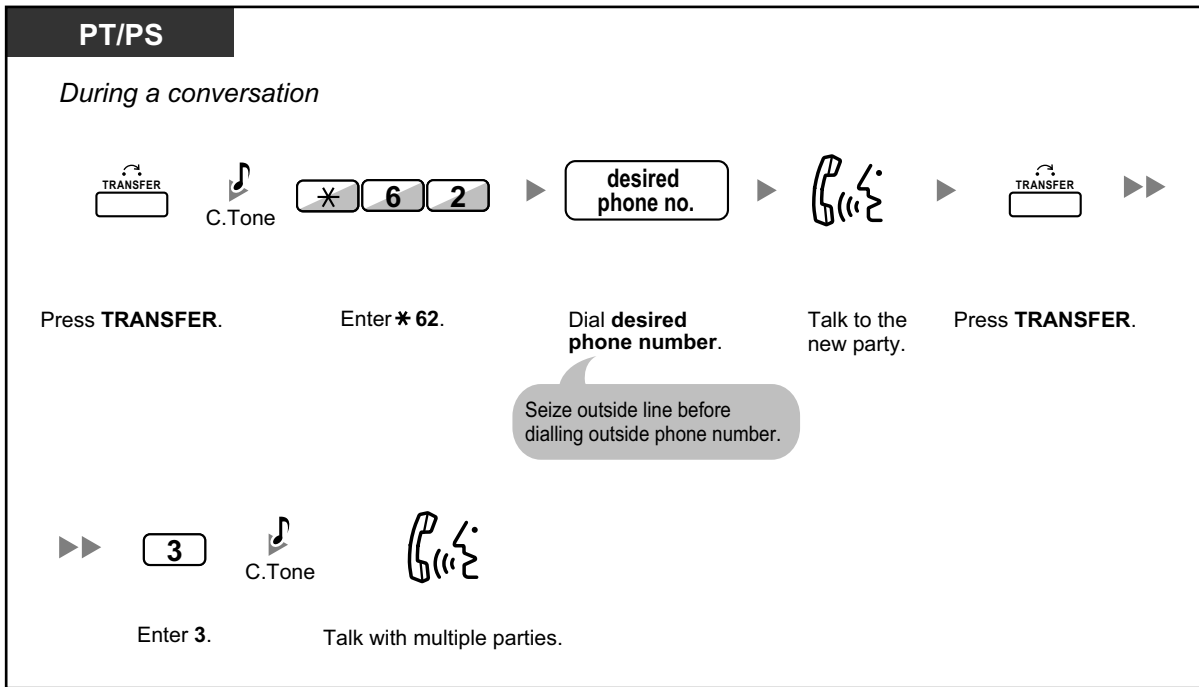 PT/PS
During a conversation
TRANSFER
C.Tone
* 6 2
desired
phone no.
TRANSFER
Press TRANSFER.
Enter * 62.
Dial desired
phone number.
Talk to the
new party.
Press TRANSFER.
Seize outside line before
dialling outside phone number.
3
C.Tone
Enter 3.
Talk with multiple parties.